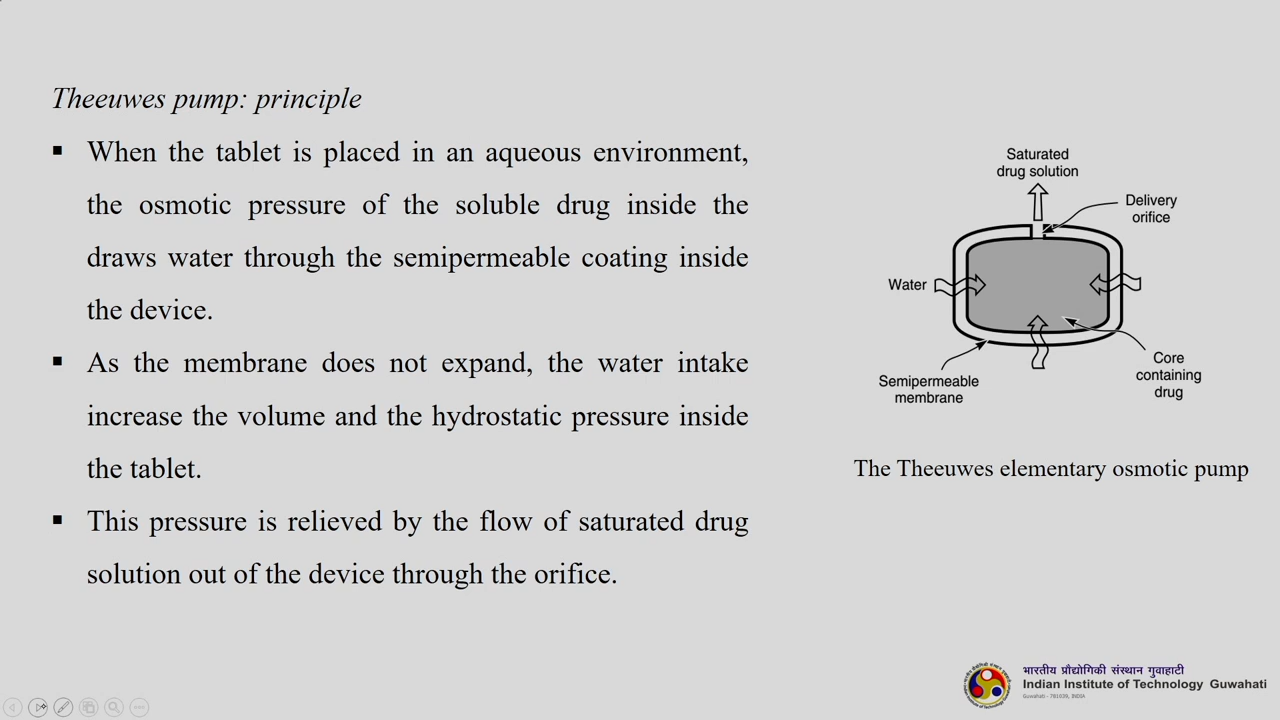 Theeuwes pump: principle
▪ When the tablet is placed in an aqueous environment,
the osmotic pressure of the soluble drug inside the
draws water through the semipermeable coating inside
the device.
▪ As the membrane does not expand, the water intake
increase the volume and the hydrostatic pressure inside
the tablet.
▪ This pressure is relieved by the flow of saturated drug
solution out of the device through the orifice.
Saturated
drug solution
Delivery
orifice
Water
Semipermeable
membrane
Core
containing
drug
The Theeuwes elementary osmotic pump
भारतीय प्रौद्योगिकी संस्थान गुवाहाटी
Indian Institute of Technology Guwahati
Guwahati - 781039, INDIA